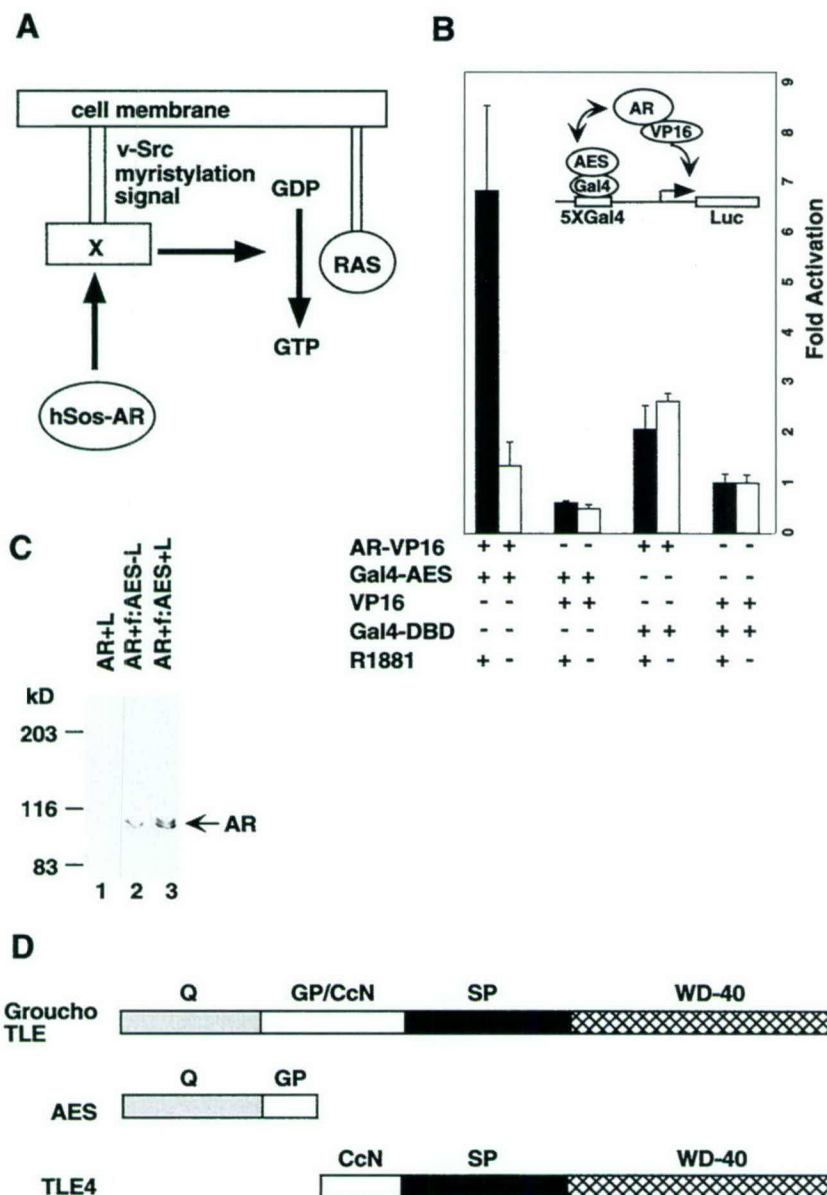 A
cell membrane
v-Src
myristylation
signal
GDP
X
RAS
GTP
hSos-AR
B
AR
VP16
AES
Gal4
5XGal4
Luc
9
8
7
6
5
4
3
2
1
0
Fold Activation
AR-VP16 + + - - + + - -
Gal4-AES + + + + - - - -
VP16 - - + + - - + +
Gal4-DBD - - - - + + + +
R1881 + - + - + - + -
C
AR+L
AR+f:AES-L
AR+f:AES+L
kD
203
116
AR
83
1 2 3
D
Q GP/CcN SP WD-40
Groucho
TLE
Q GP
AES
CcN SP WD-40
TLE4